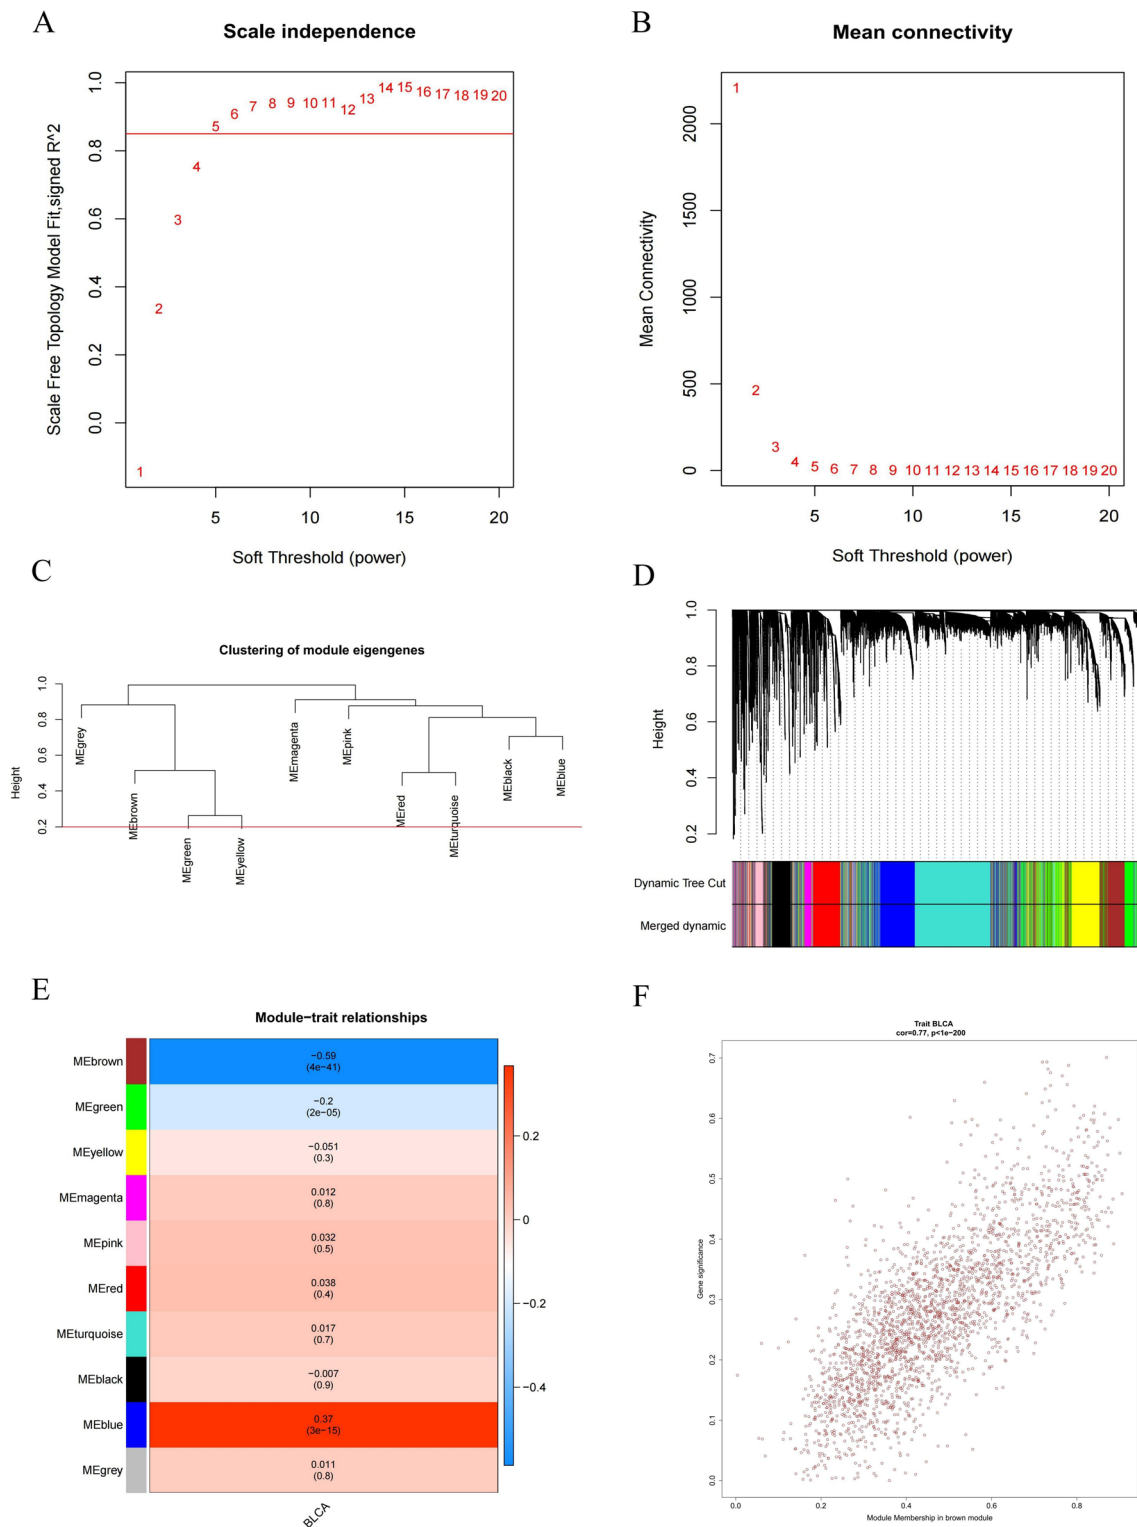 A
Scale independence
Scale Free Topology Model Fit,signed R^2
1.0
0.8
0.6
0.4
0.2
0.0
1
2
3
4
5
6
7
8
9
10
11
12
13
14
15
16
17
18
19
20
5
10
15
20
Soft Threshold (power)
B
Mean connectivity
Mean Connectivity
2000
1500
1000
500
0
1
2
3
4
5
6
7
8
9
10
11
12
13
14
15
16
17
18
19
20
5
10
15
20
Soft Threshold (power)
C
Clustering of module eigengenes
Height
1.0
0.8
0.6
0.4
0.2
MEgrey
MEbrown
MEgreen
MEyellow
MEmagenta
MEpink
MEred
MEturquoise
MEblack
MEblue
D
Height
1.0
0.8
0.6
0.4
0.2
Dynamic Tree Cut
Merged dynamic
E
Module−trait relationships
MEbrown
−0.59
(4e−41)
MEgreen
−0.2
(2e−05)
MEyellow
−0.051
(0.3)
MEmagenta
0.012
(0.8)
MEpink
0.032
(0.5)
MEred
0.038
(0.4)
MEturquoise
0.017
(0.7)
MEblack
−0.007
(0.9)
MEblue
0.37
(3e−15)
MEgrey
0.011
(0.8)
BLCA
0.2
0
−0.2
−0.4
F
Trait BLCA
cor=0.77, p<1e−200
Gene significance
0.7
0.6
0.5
0.4
0.3
0.2
0.1
0.0
0.0
0.2
0.4
0.6
0.8
Module Membership in brown module